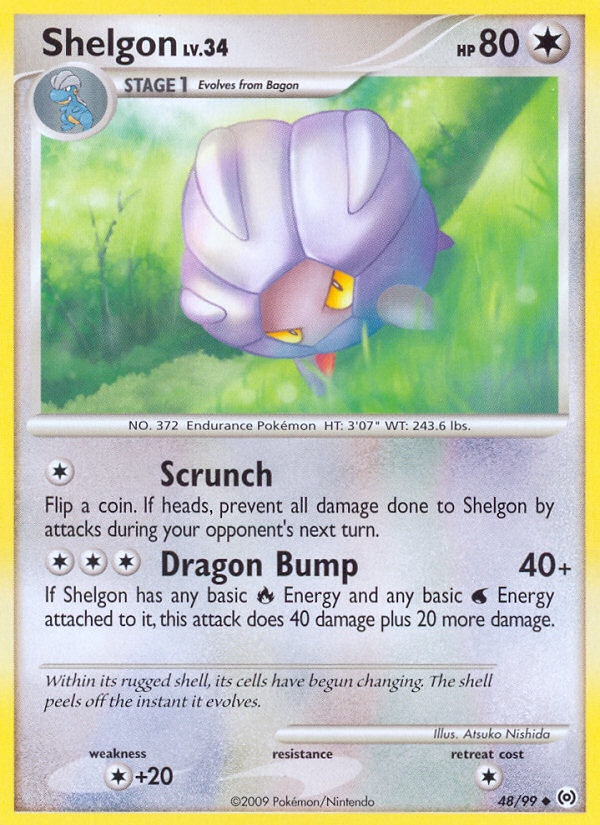 Shelgon LV.34
HP 80
STAGE 1 Evolves from Bagon
NO. 372 Endurance Pokémon HT: 3'07" WT: 243.6 lbs.
Scrunch
Flip a coin. If heads, prevent all damage done to Shelgon by
attacks during your opponent's next turn.
Dragon Bump 40+
If Shelgon has any basic Energy and any basic Energy
attached to it, this attack does 40 damage plus 20 more damage.
Within its rugged shell, its cells have begun changing. The shell
peels off the instant it evolves.
Illus. Atsuko Nishida
weakness resistance retreat cost
+20
©2009 Pokémon/Nintendo 48/99